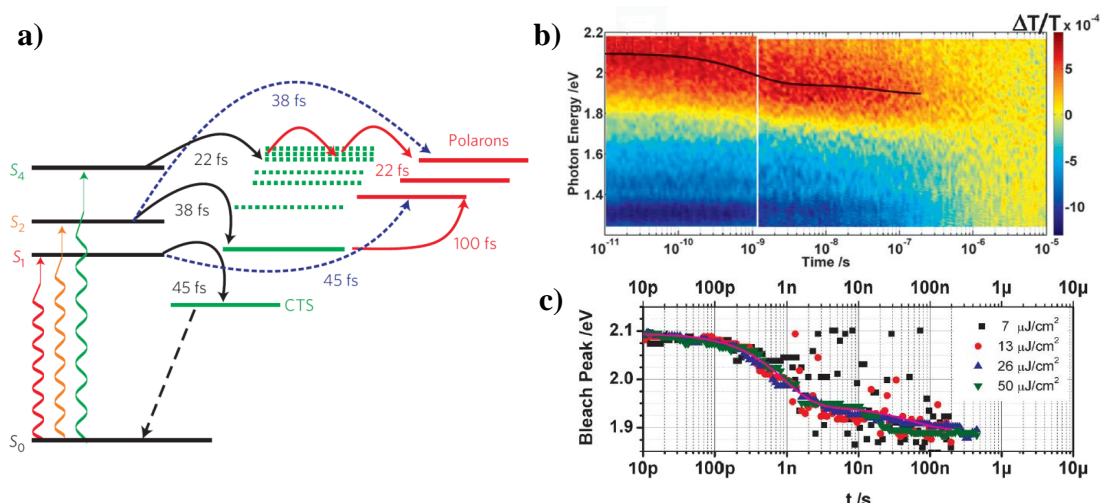 a)
38 fs
Polarons
22 fs
22 fs
S4
38 fs
S2
100 fs
S1
45 fs
45 fs
CTS
S0
b)
ΔT/T x 10-4
2.2
2
1.8
1.6
1.4
Photon Energy /eV
5
0
-5
-10
10-11 10-10 10-9 10-8 10-7 10-6 10-5
Time /s
c)
10p 100p 1n 10n 100n 1µ 10µ
2.1
2.0
1.9
Bleach Peak /eV
7 µJ/cm2
13 µJ/cm2
26 µJ/cm2
50 µJ/cm2
10p 100p 1n 10n 100n 1µ 10µ
t /s